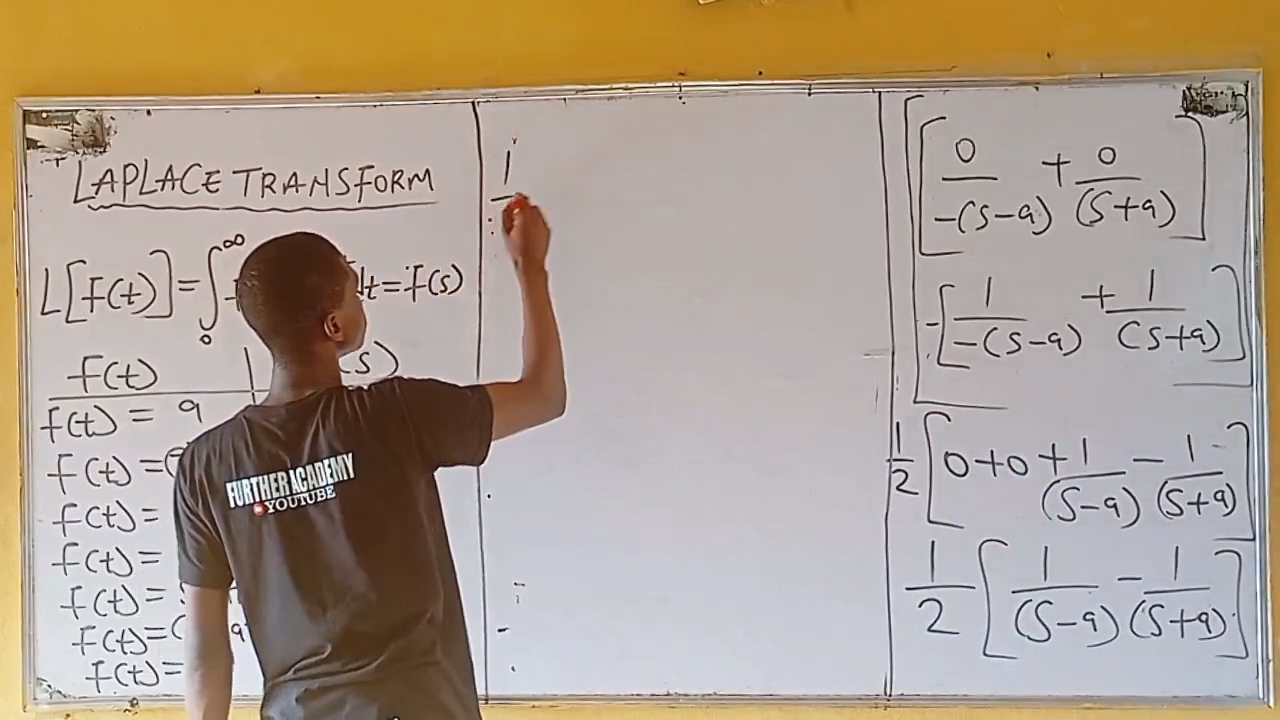 LAPLACE TRANSFORM
L[f(t)] = ∫₀^∞ dt = f(s)
f(t) (s)
f(t) = a
f(t) =
f(t) =
f(t) =
f(t) =
f(t) =
f(t) =
FURTHER ACADEMY
YOUTUBE
1
[0/-(s-a) + 0/(s+a)]
-[1/-(s-a) + 1/(s+a)]
1/2 [0+0+1/(s-a) - 1/(s+a)]
1/2 [1/(s-a) - 1/(s+a)]